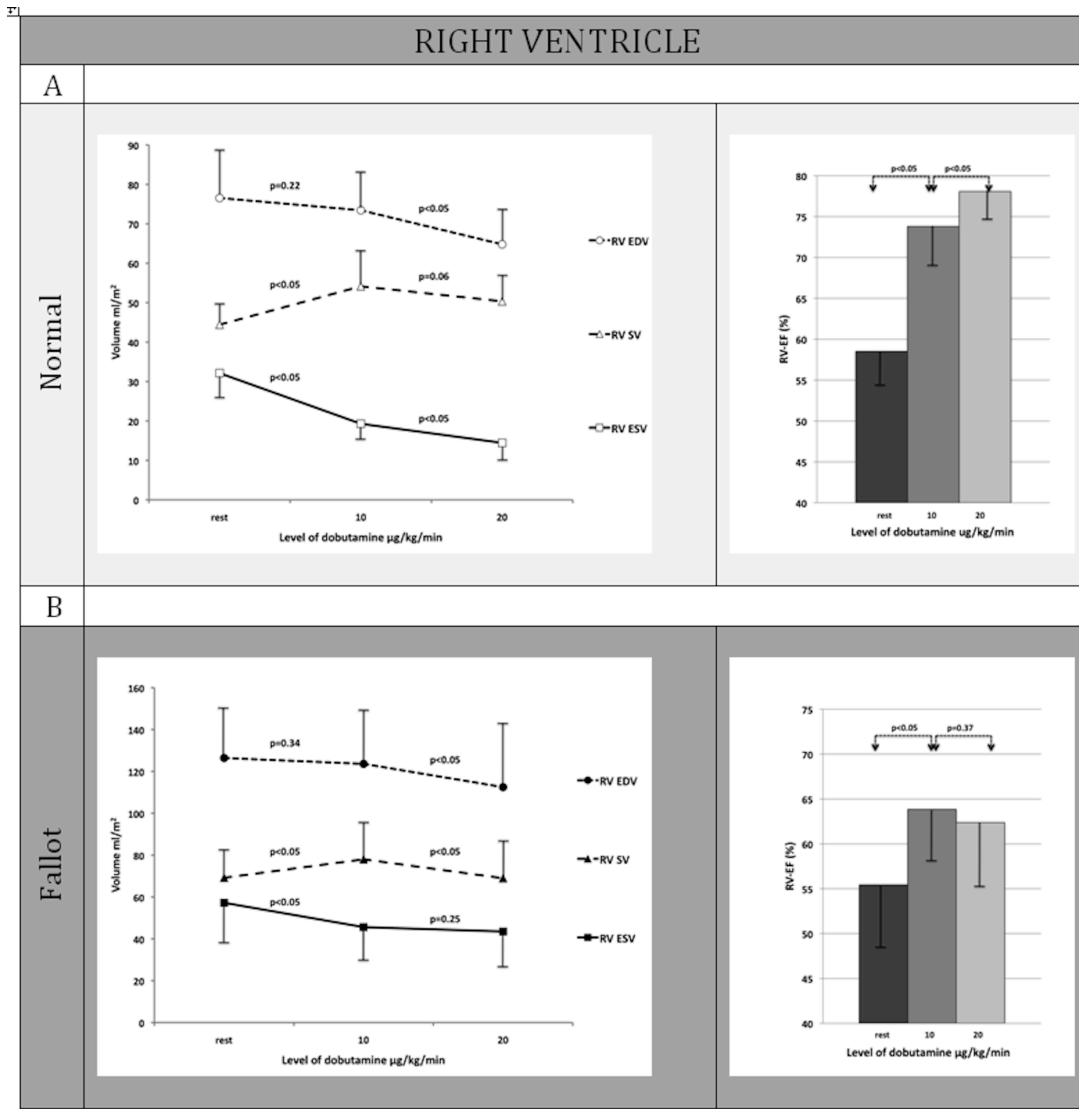 RIGHT VENTRICLE
A
Normal
90
80
70
60
50
40
30
20
10
0
Volume ml/m²
p=0.22
p<0.05
p<0.05
p=0.06
p<0.05
p<0.05
rest
10
20
Level of dobutamine µg/kg/min
RV EDV
RV SV
RV ESV
80
75
70
65
60
55
50
45
40
RV-EF (%)
p<0.05
p<0.05
rest
10
20
Level of dobutamine ug/kg/min
B
Fallot
160
140
120
100
80
60
40
20
0
Volume ml/m²
p=0.34
p<0.05
p<0.05
p<0.05
p<0.05
p=0.25
rest
10
20
Level of dobutamine µg/kg/min
RV EDV
RV SV
RV ESV
75
70
65
60
55
50
45
40
RV-EF (%)
p<0.05
p=0.37
rest
10
20
Level of dobutamine µg/kg/min